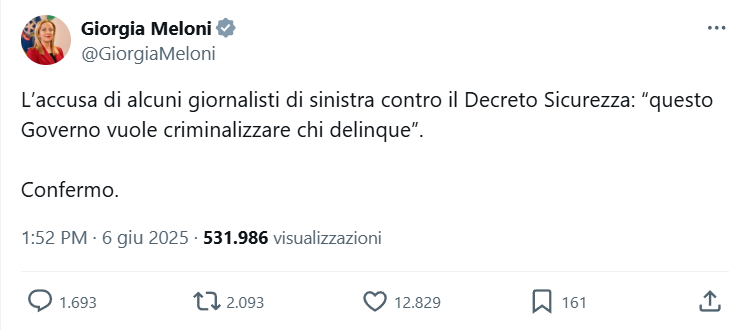 Giorgia Meloni
@GiorgiaMeloni
L’accusa di alcuni giornalisti di sinistra contro il Decreto Sicurezza: “questo
Governo vuole criminalizzare chi delinque”.
Confermo.
1:52 PM · 6 giu 2025 · 531.986 visualizzazioni
1.693 2.093 12.829 161